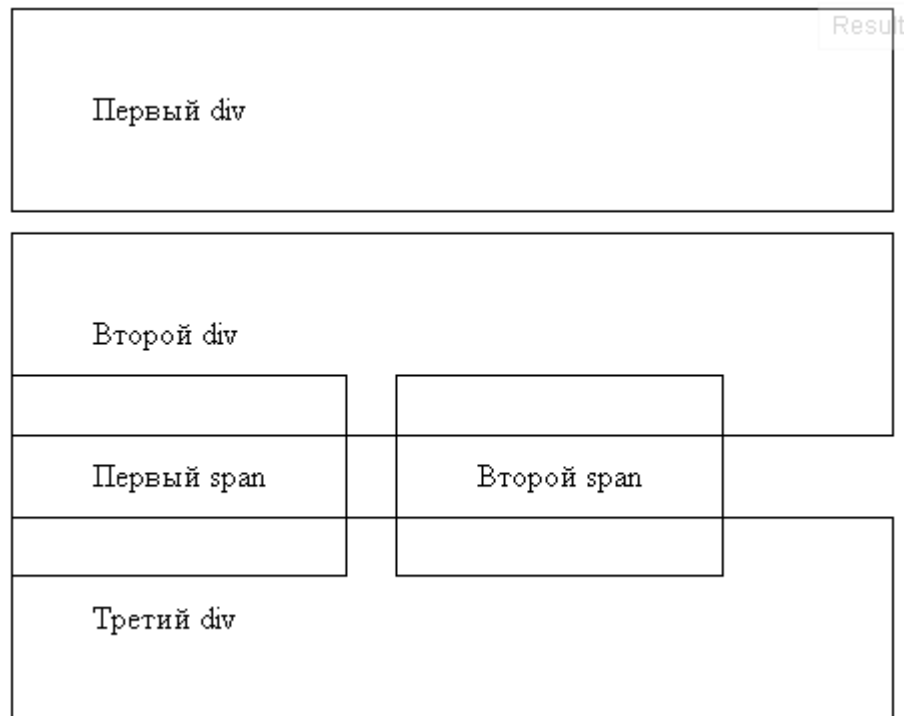 Result
Первый div
Второй div
Первый span
Второй span
Третий div